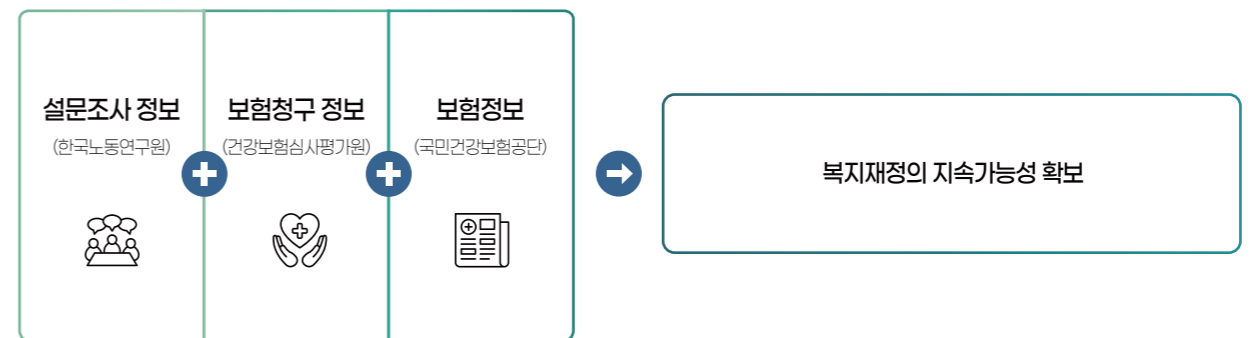 설문조사 정보
(한국노동연구원)
보험청구 정보
(건강보험심사평가원)
보험정보
(국민건강보험공단)
복지재정의 지속가능성 확보